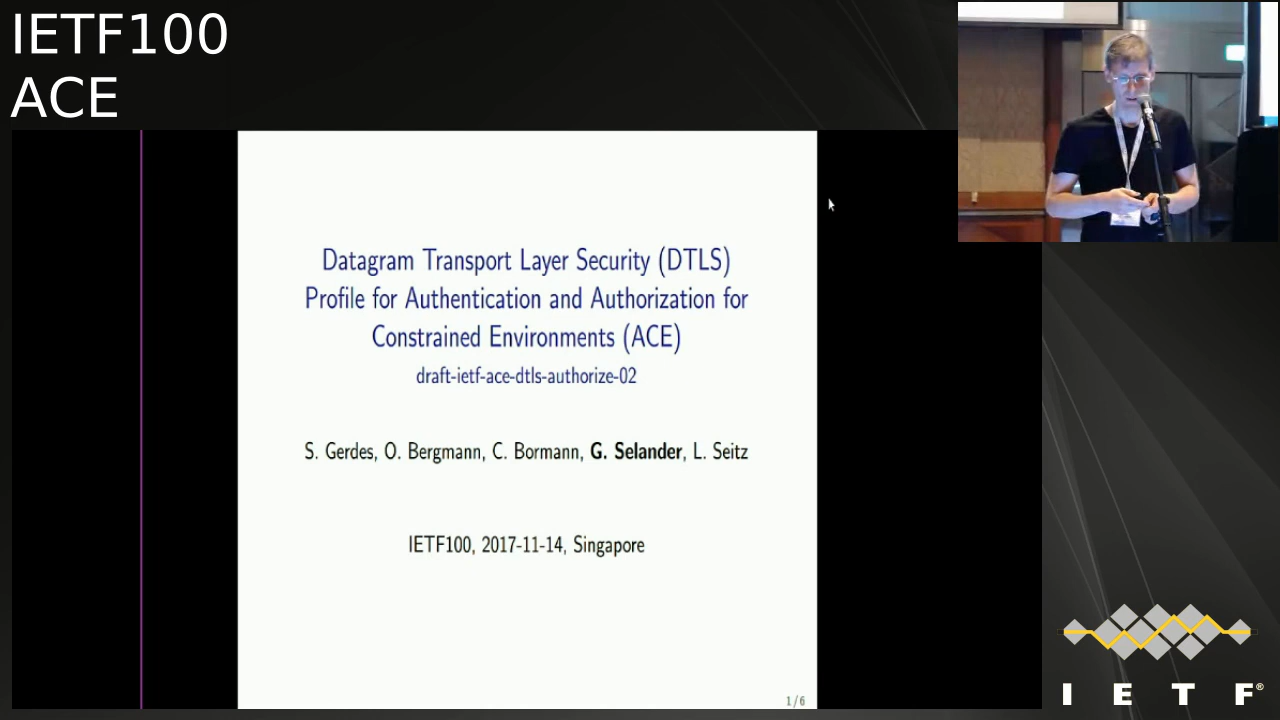 IETF100
ACE
Datagram Transport Layer Security (DTLS)
Profile for Authentication and Authorization for
Constrained Environments (ACE)
draft-ietf-ace-dtls-authorize-02
S. Gerdes, O. Bergmann, C. Bormann, G. Selander, L. Seitz
IETF100, 2017-11-14, Singapore
1/6
I E T F®